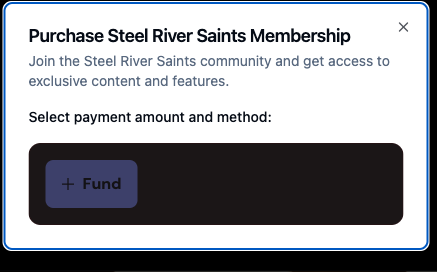 Purchase Steel River Saints Membership
Join the Steel River Saints community and get access to
exclusive content and features.
Select payment amount and method:
+ Fund